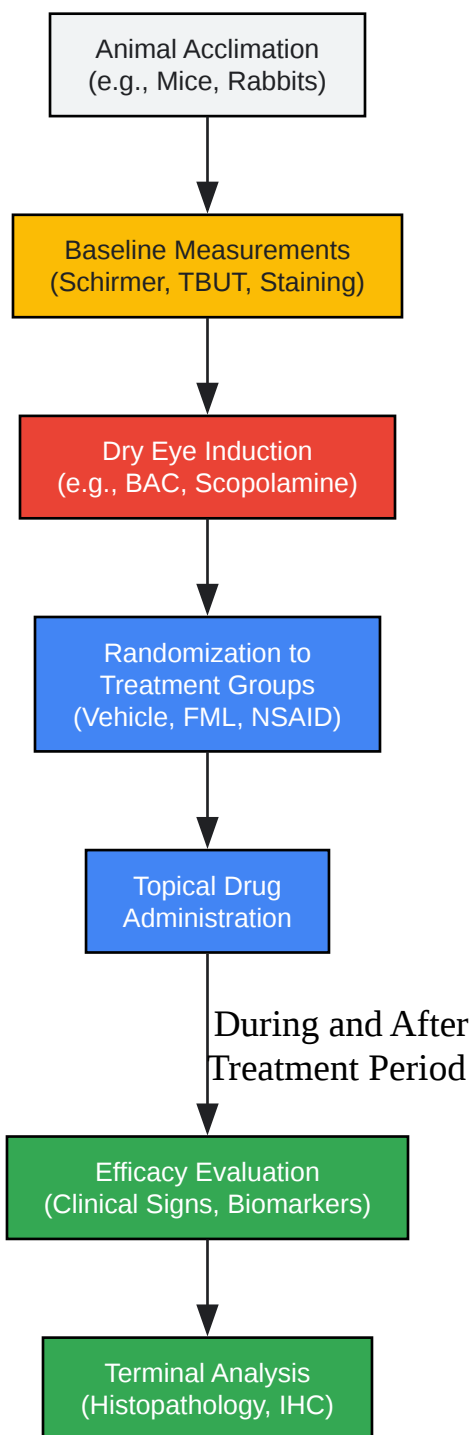 Animal Acclimation
(e.g., Mice, Rabbits)
Baseline Measurements
(Schirmer, TBUT, Staining)
Dry Eye Induction
(e.g., BAC, Scopolamine)
Randomization to
Treatment Groups
(Vehicle, FML, NSAID)
Topical Drug
Administration
During and After
Treatment Period
Efficacy Evaluation
(Clinical Signs, Biomarkers)
Terminal Analysis
(Histopathology, IHC)